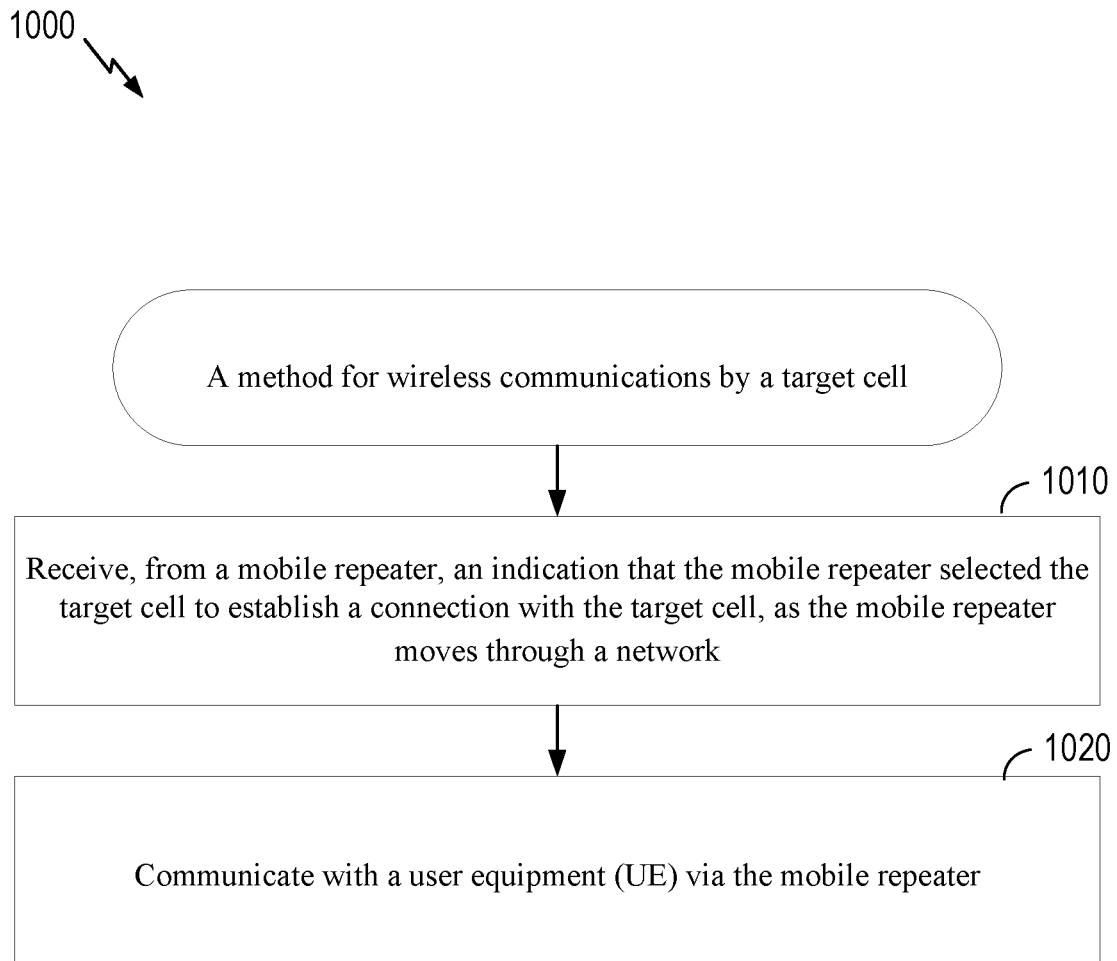 1000
A method for wireless communications by a target cell
1010
Receive, from a mobile repeater, an indication that the mobile repeater selected the
target cell to establish a connection with the target cell, as the mobile repeater
moves through a network
1020
Communicate with a user equipment (UE) via the mobile repeater